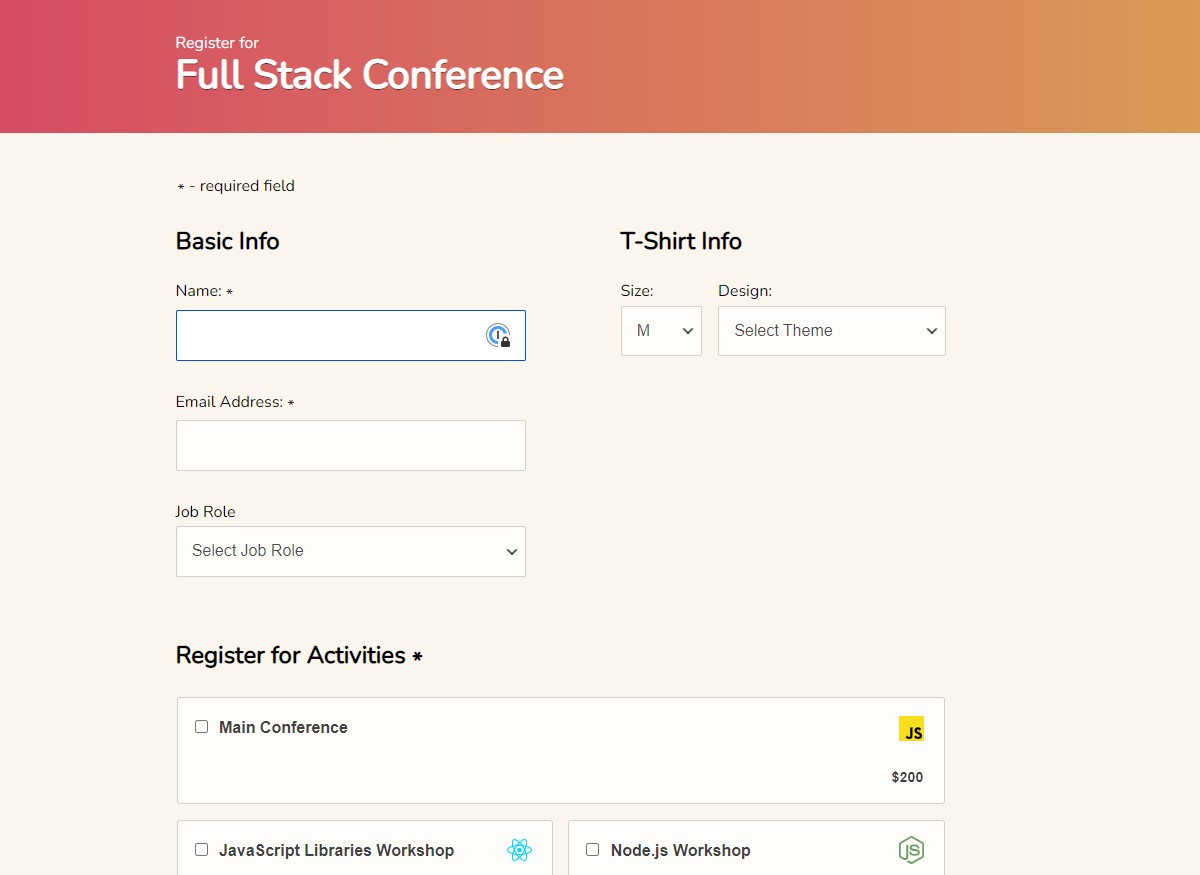 Register for
Full Stack Conference
* - required field
Basic Info
Name: *
Email Address: *
Job Role
Select Job Role
T-Shirt Info
Size:
Design:
M
Select Theme
Register for Activities *
Main Conference
JS
$200
JavaScript Libraries Workshop
Node.js Workshop
JS